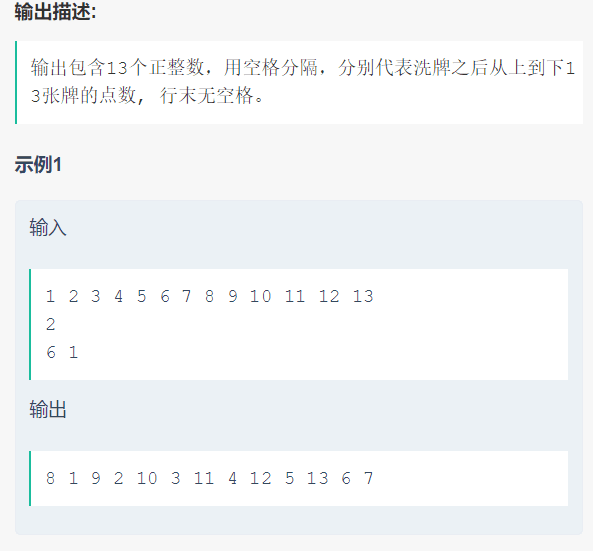 输出描述:
输出包含13个正整数，用空格分隔，分别代表洗牌之后从上到下1
3张牌的点数, 行末无空格。
示例1
输入
1 2 3 4 5 6 7 8 9 10 11 12 13
2
6 1
输出
8 1 9 2 10 3 11 4 12 5 13 6 7